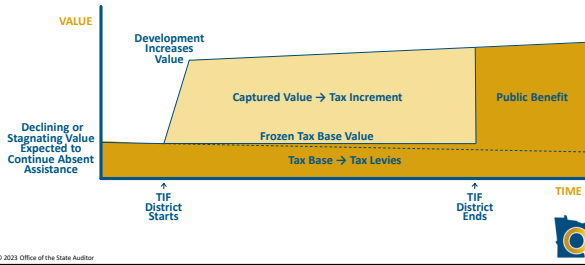 VALUE
Development
Increases
Value
Captured Value → Tax Increment
Public Benefit
Declining or
Stagnating Value
Expected to
Continue Absent
Assistance
Frozen Tax Base Value
Tax Base → Tax Levies
TIME
↑
TIF
District
Starts
↑
TIF
District
Ends
2023 Office of the State Auditor